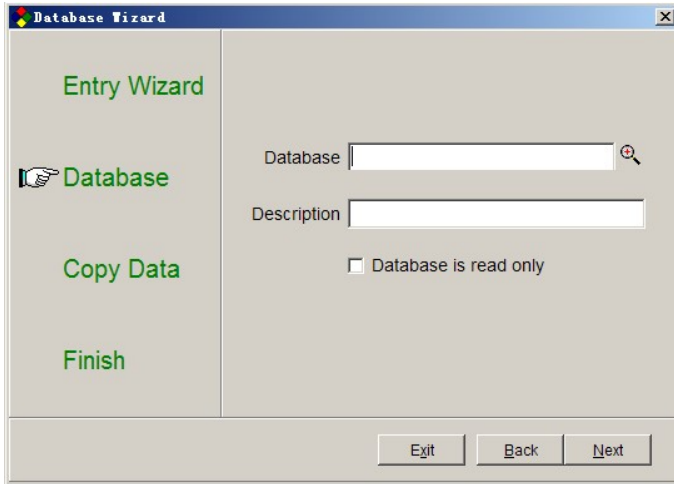 Database Wizard
Entry Wizard
Database
Copy Data
Finish
Database
Description
Database is read only
Exit
Back
Next